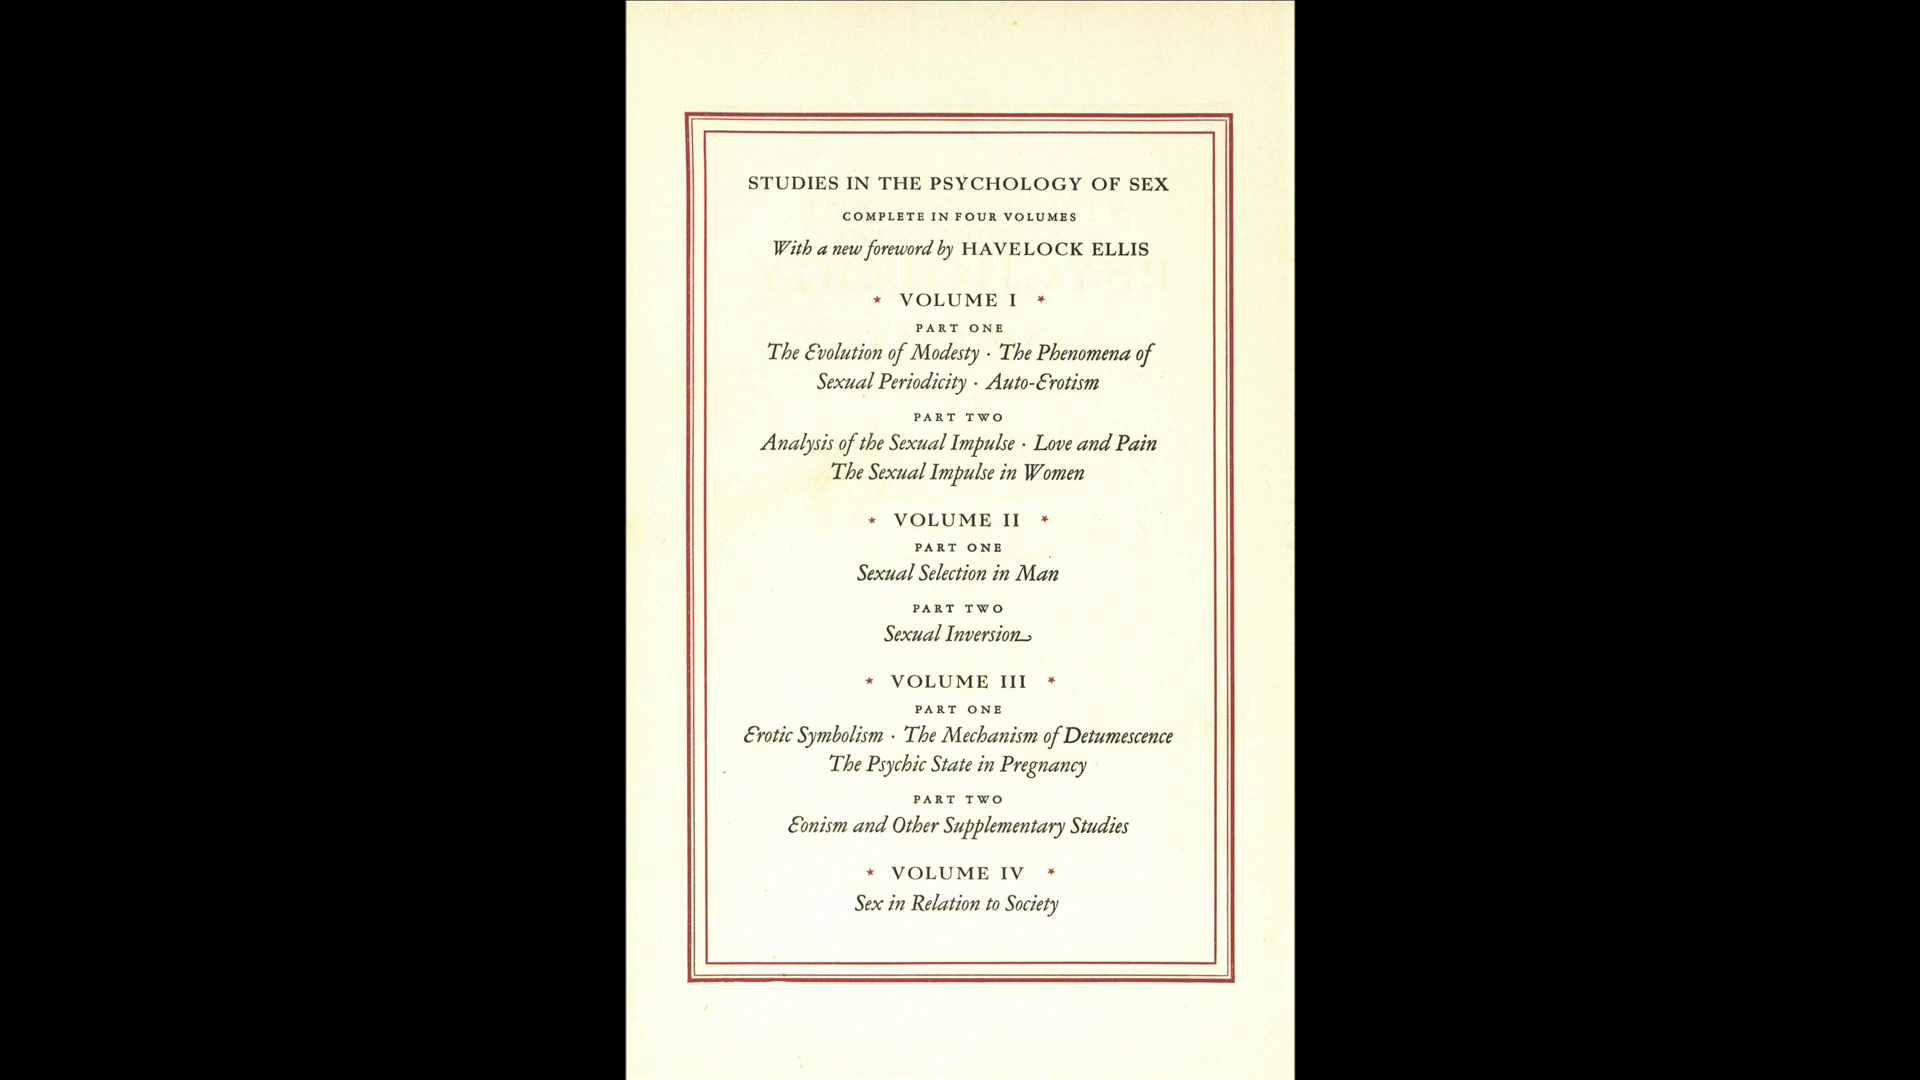 STUDIES IN THE PSYCHOLOGY OF SEX
COMPLETE IN FOUR VOLUMES
With a new foreword by HAVELOCK ELLIS
* VOLUME I *
PART ONE
The Evolution of Modesty · The Phenomena of
Sexual Periodicity · Auto-Erotism
PART TWO
Analysis of the Sexual Impulse · Love and Pain
The Sexual Impulse in Women
* VOLUME II *
PART ONE
Sexual Selection in Man
PART TWO
Sexual Inversion
* VOLUME III *
PART ONE
Erotic Symbolism · The Mechanism of Detumescence
The Psychic State in Pregnancy
PART TWO
Eonism and Other Supplementary Studies
* VOLUME IV *
Sex in Relation to Society